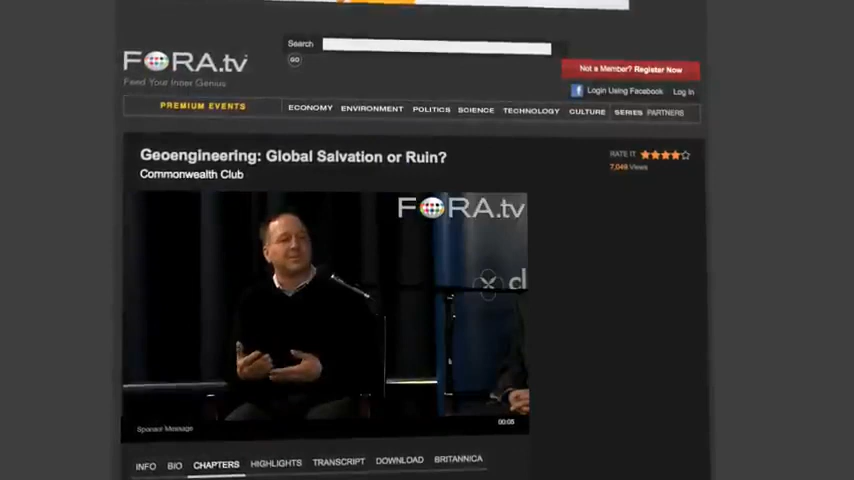 Search
FORA.tv
GO
Feed Your Inner Genius
Not a Member? Register Now
f Login Using Facebook Log In
PREMIUM EVENTS ECONOMY ENVIRONMENT POLITICS SCIENCE TECHNOLOGY CULTURE SERIES PARTNERS
Geoengineering: Global Salvation or Ruin?
RATE IT
Commonwealth Club
7,049 Views
FORA.tv
cl
Sponsor Message
00:05
INFO BIO CHAPTERS HIGHLIGHTS TRANSCRIPT DOWNLOAD BRITANNICA